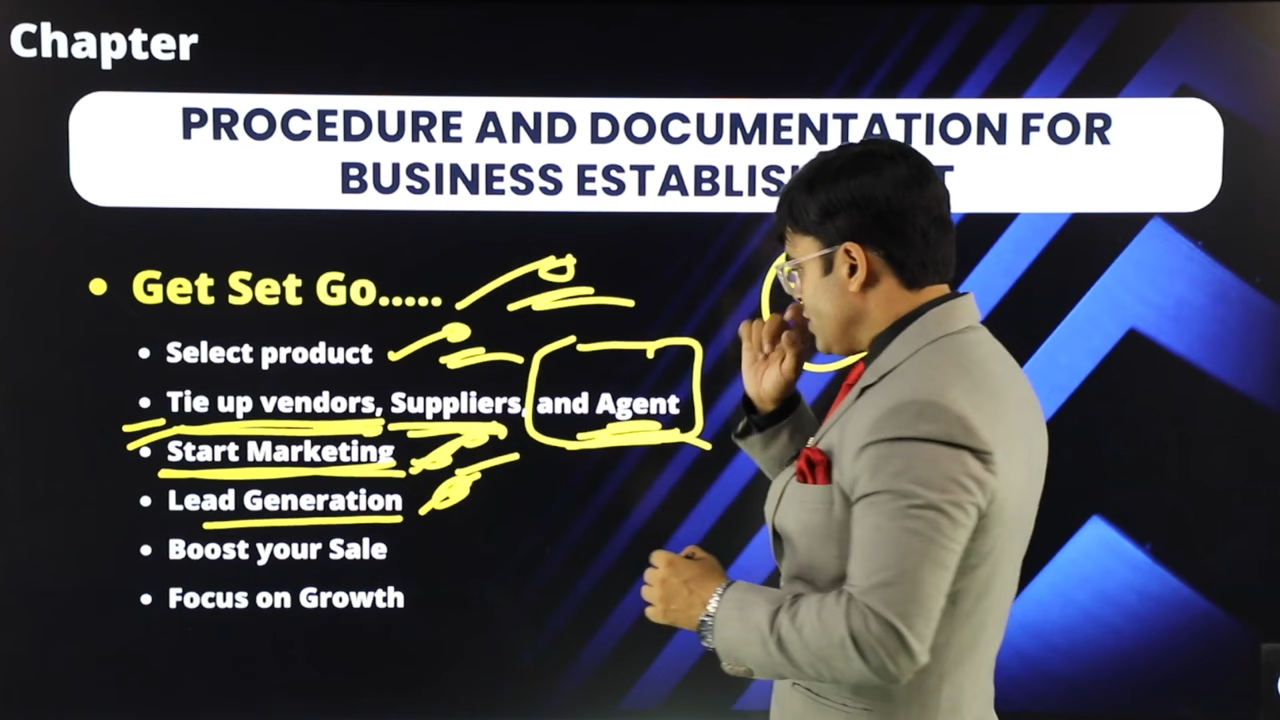 Chapter
PROCEDURE AND DOCUMENTATION FOR
BUSINESS
• Get Set Go.....
• Select product
• Tie up vendors, Suppliers, and Agent
• Start Marketing
• Lead Generation
• Boost your Sale
• Focus on Growth